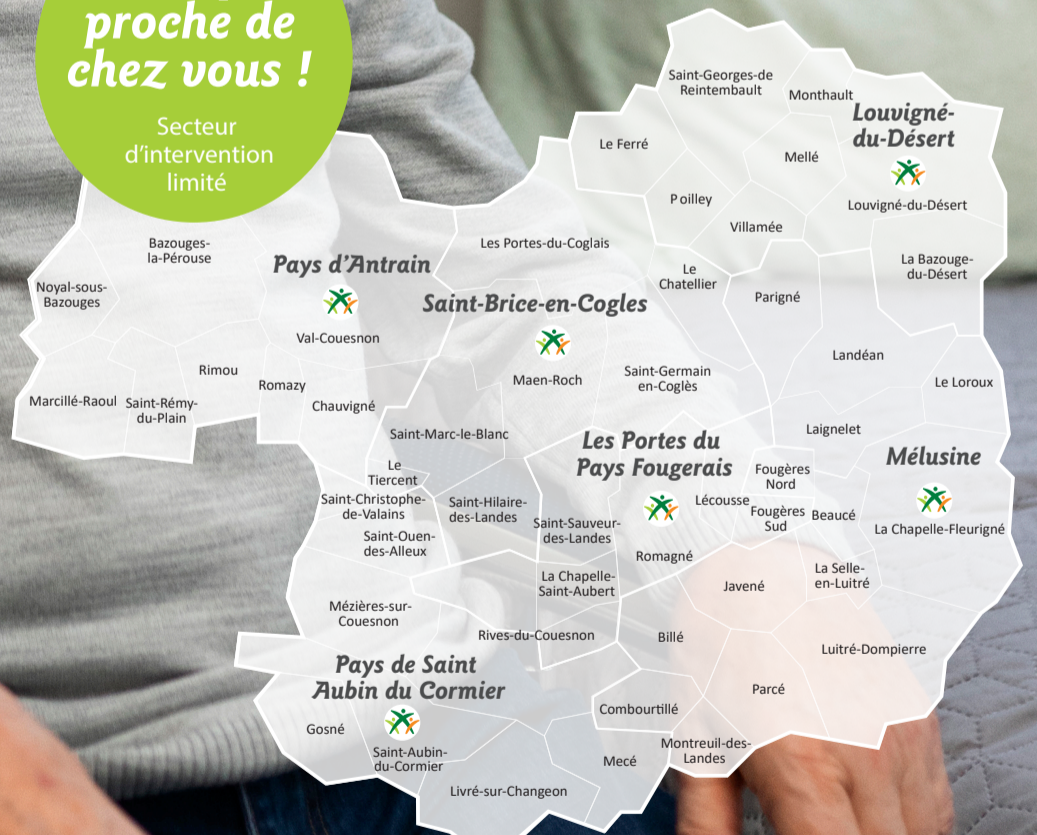 proche de
chez vous !
Secteur
d'intervention
limité
Saint-Georges-de
Reintembault
Monthault
Louvigné-
du-Désert
Le Ferré
Mellé
Louvigné-du-Désert
Poilley
Villamée
Bazouges-
la-Pérouse
Les Portes-du-Coglais
Pays d'Antrain
La Bazouge-
du-Désert
Le
Chatellier
Noyal-sous-
Bazouges
Parigné
Saint-Brice-en-Cogles
Val-Couesnon
Landéan
Rimou
Maen-Roch
Saint-Germain
en-Coglès
Le Loroux
Romazy
Marcillé-Raoul
Saint-Rémy-
du-Plain
Chauvigné
Saint-Marc-le-Blanc
Laignelet
Les Portes du
Pays Fougerais
Mélusine
Le
Tiercent
Fougères
Nord
Saint-Christophe-
de-Valains
Saint-Hilaire-
des-Landes
Lécousse
Fougères
Sud
Beaucé
La Chapelle-Fleurigné
Saint-Sauveur-
des-Landes
Saint-Ouen-
des-Alleux
Romagné
La Chapelle-
Saint-Aubert
Javené
La Selle-
en-Luitré
Mézières-sur-
Couesnon
Rives-du-Couesnon
Billé
Luitré-Dompierre
Pays de Saint
Aubin du Cormier
Parcé
Combourtillé
Gosné
Saint-Aubin-
du-Cormier
Mecé
Montreuil-des-
Landes
Livré-sur-Changeon